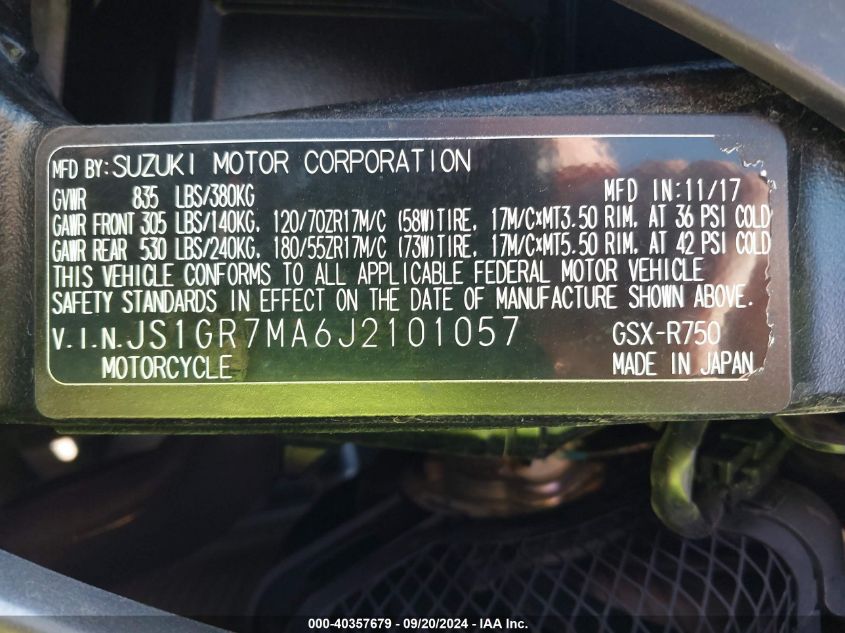 MFD BY: SUZUKI MOTOR CORPORATION
GVWR 835 LBS/380KG MFD IN: 11/17
GAWR FRONT 305 LBS/140KG. 120/70ZR17M/C (58W)TIRE. 17M/C×MT3.50 RIM. AT 36 PSI COLD
GAWR REAR 530 LBS/240KG. 180/55ZR17M/C (73W)TIRE. 17M/C×MT5.50 RIM. AT 42 PSI COLD
THIS VEHICLE CONFORMS TO ALL APPLICABLE FEDERAL MOTOR VEHICLE
SAFETY STANDARDS IN EFFECT ON THE DATE OF MANUFACTURE SHOWN ABOVE.
V.I.N. JS1GR7MA6J2101057 GSX-R750
MOTORCYCLE MADE IN JAPAN
000-40357679 - 09/20/2024 - IAA Inc.